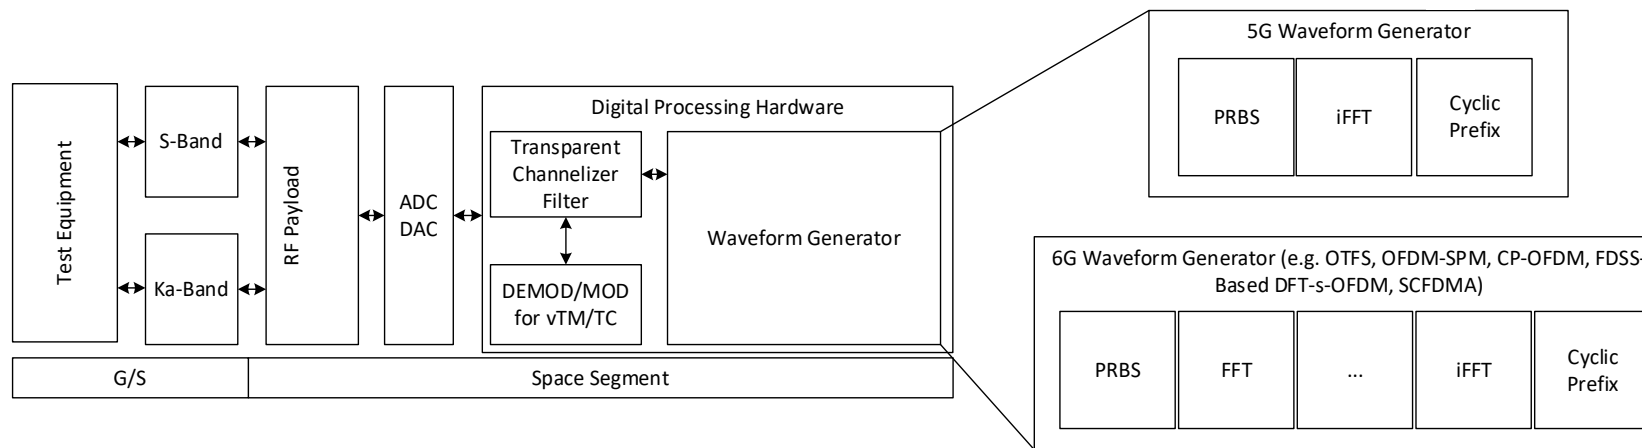 5G Waveform Generator
PRBS
iFFT
Cyclic
Prefix
Digital Processing Hardware
Test Equipment
S-Band
Ka-Band
RF Payload
ADC
DAC
Transparent
Channelizer
Filter
DEMOD/MOD
for vTM/TC
Waveform Generator
6G Waveform Generator (e.g. OTFS, OFDM-SPM, CP-OFDM, FDSS-
Based DFT-s-OFDM, SCFDMA)
PRBS
FFT
...
iFFT
Cyclic
Prefix
G/S
Space Segment